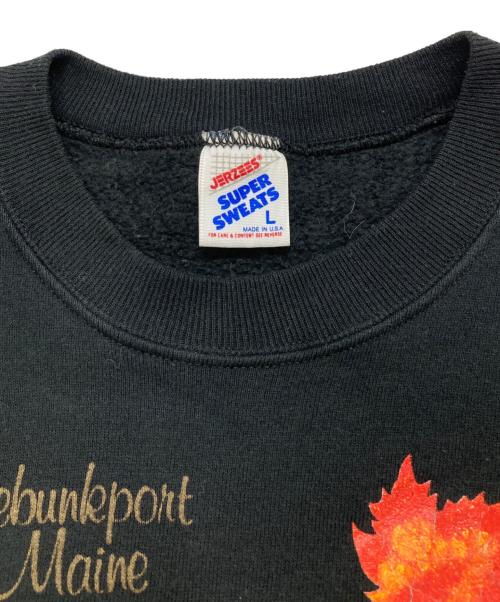 JERZEES®
SUPER
SWEATS
L
MADE IN U.S.A
FOR CARE & CONTENT SEE REVERSE
ebunkport
Maine